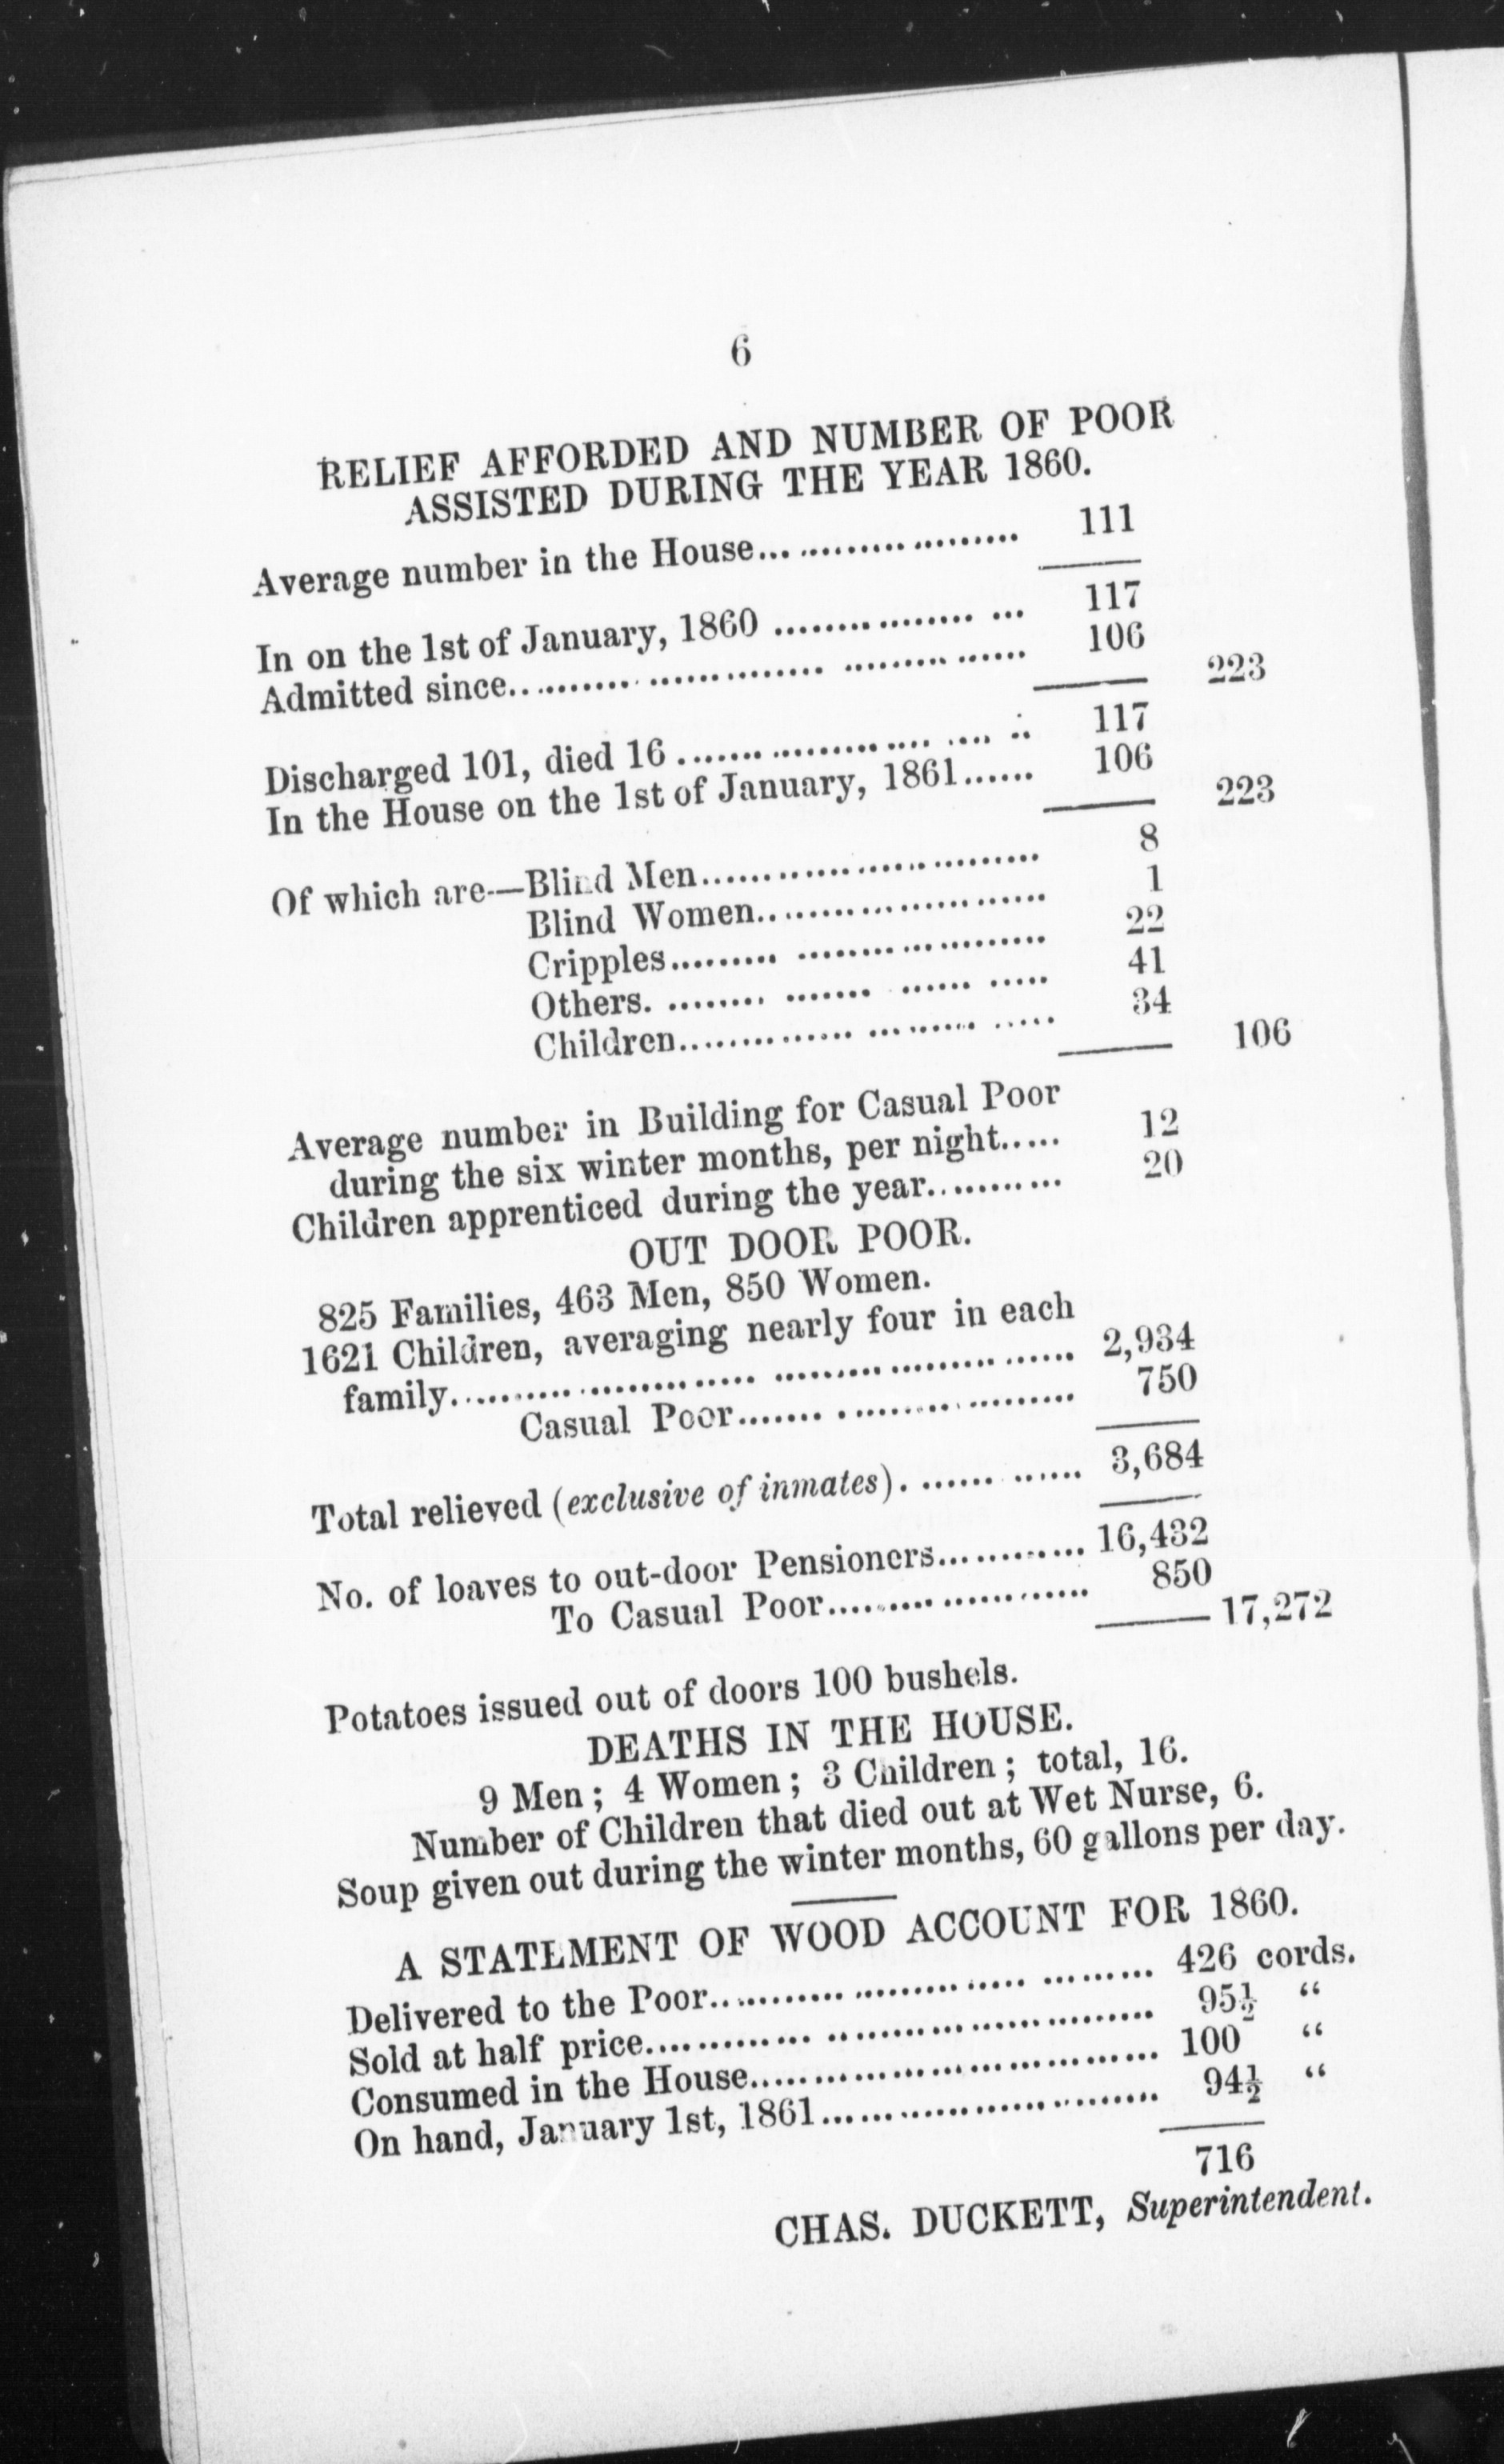 6
RELIEF AFFORDED AND NUMBER OF POOR
ASSISTED DURING THE YEAR 1860.
Average number in the House.................... 111
In on the 1st of January, 1860 ................... 117
Admitted since.................................... 106
223
Discharged 101, died 16 ........................... 117
In the House on the 1st of January, 1861...... 106
223
Of which are—Blind Men........................... 8
Blind Women....................... 1
Cripples............................. 22
Others. .......................... 41
Children............................. 34
106
Average number in Building for Casual Poor
during the six winter months, per night..... 12
Children apprenticed during the year........... 20
OUT DOOR POOR.
825 Families, 463 Men, 850 Women.
1621 Children, averaging nearly four in each
family............................................. 2,934
Casual Poor.......................... 750
Total relieved (exclusive of inmates). ............ 3,684
No. of loaves to out-door Pensioners............ 16,432
To Casual Poor..................... 850
17,272
Potatoes issued out of doors 100 bushels.
DEATHS IN THE HOUSE.
9 Men; 4 Women; 3 Children; total, 16.
Number of Children that died out at Wet Nurse, 6.
Soup given out during the winter months, 60 gallons per day.
A STATEMENT OF WOOD ACCOUNT FOR 1860.
Delivered to the Poor................................. 426 cords.
Sold at half price....................................... 95½ “
Consumed in the House.............................. 100 “
On hand, January 1st, 1861......................... 94½ “
716
CHAS. DUCKETT, Superintendent.